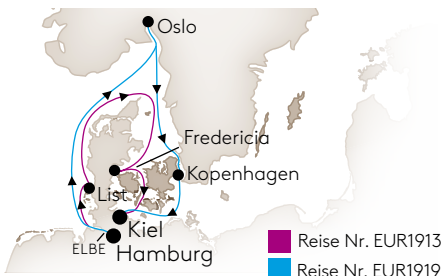 Oslo
Fredericia
Kopenhagen
List
Kiel
ELBE
Hamburg
Reise Nr. EUR1913
Reise Nr. EUR1919